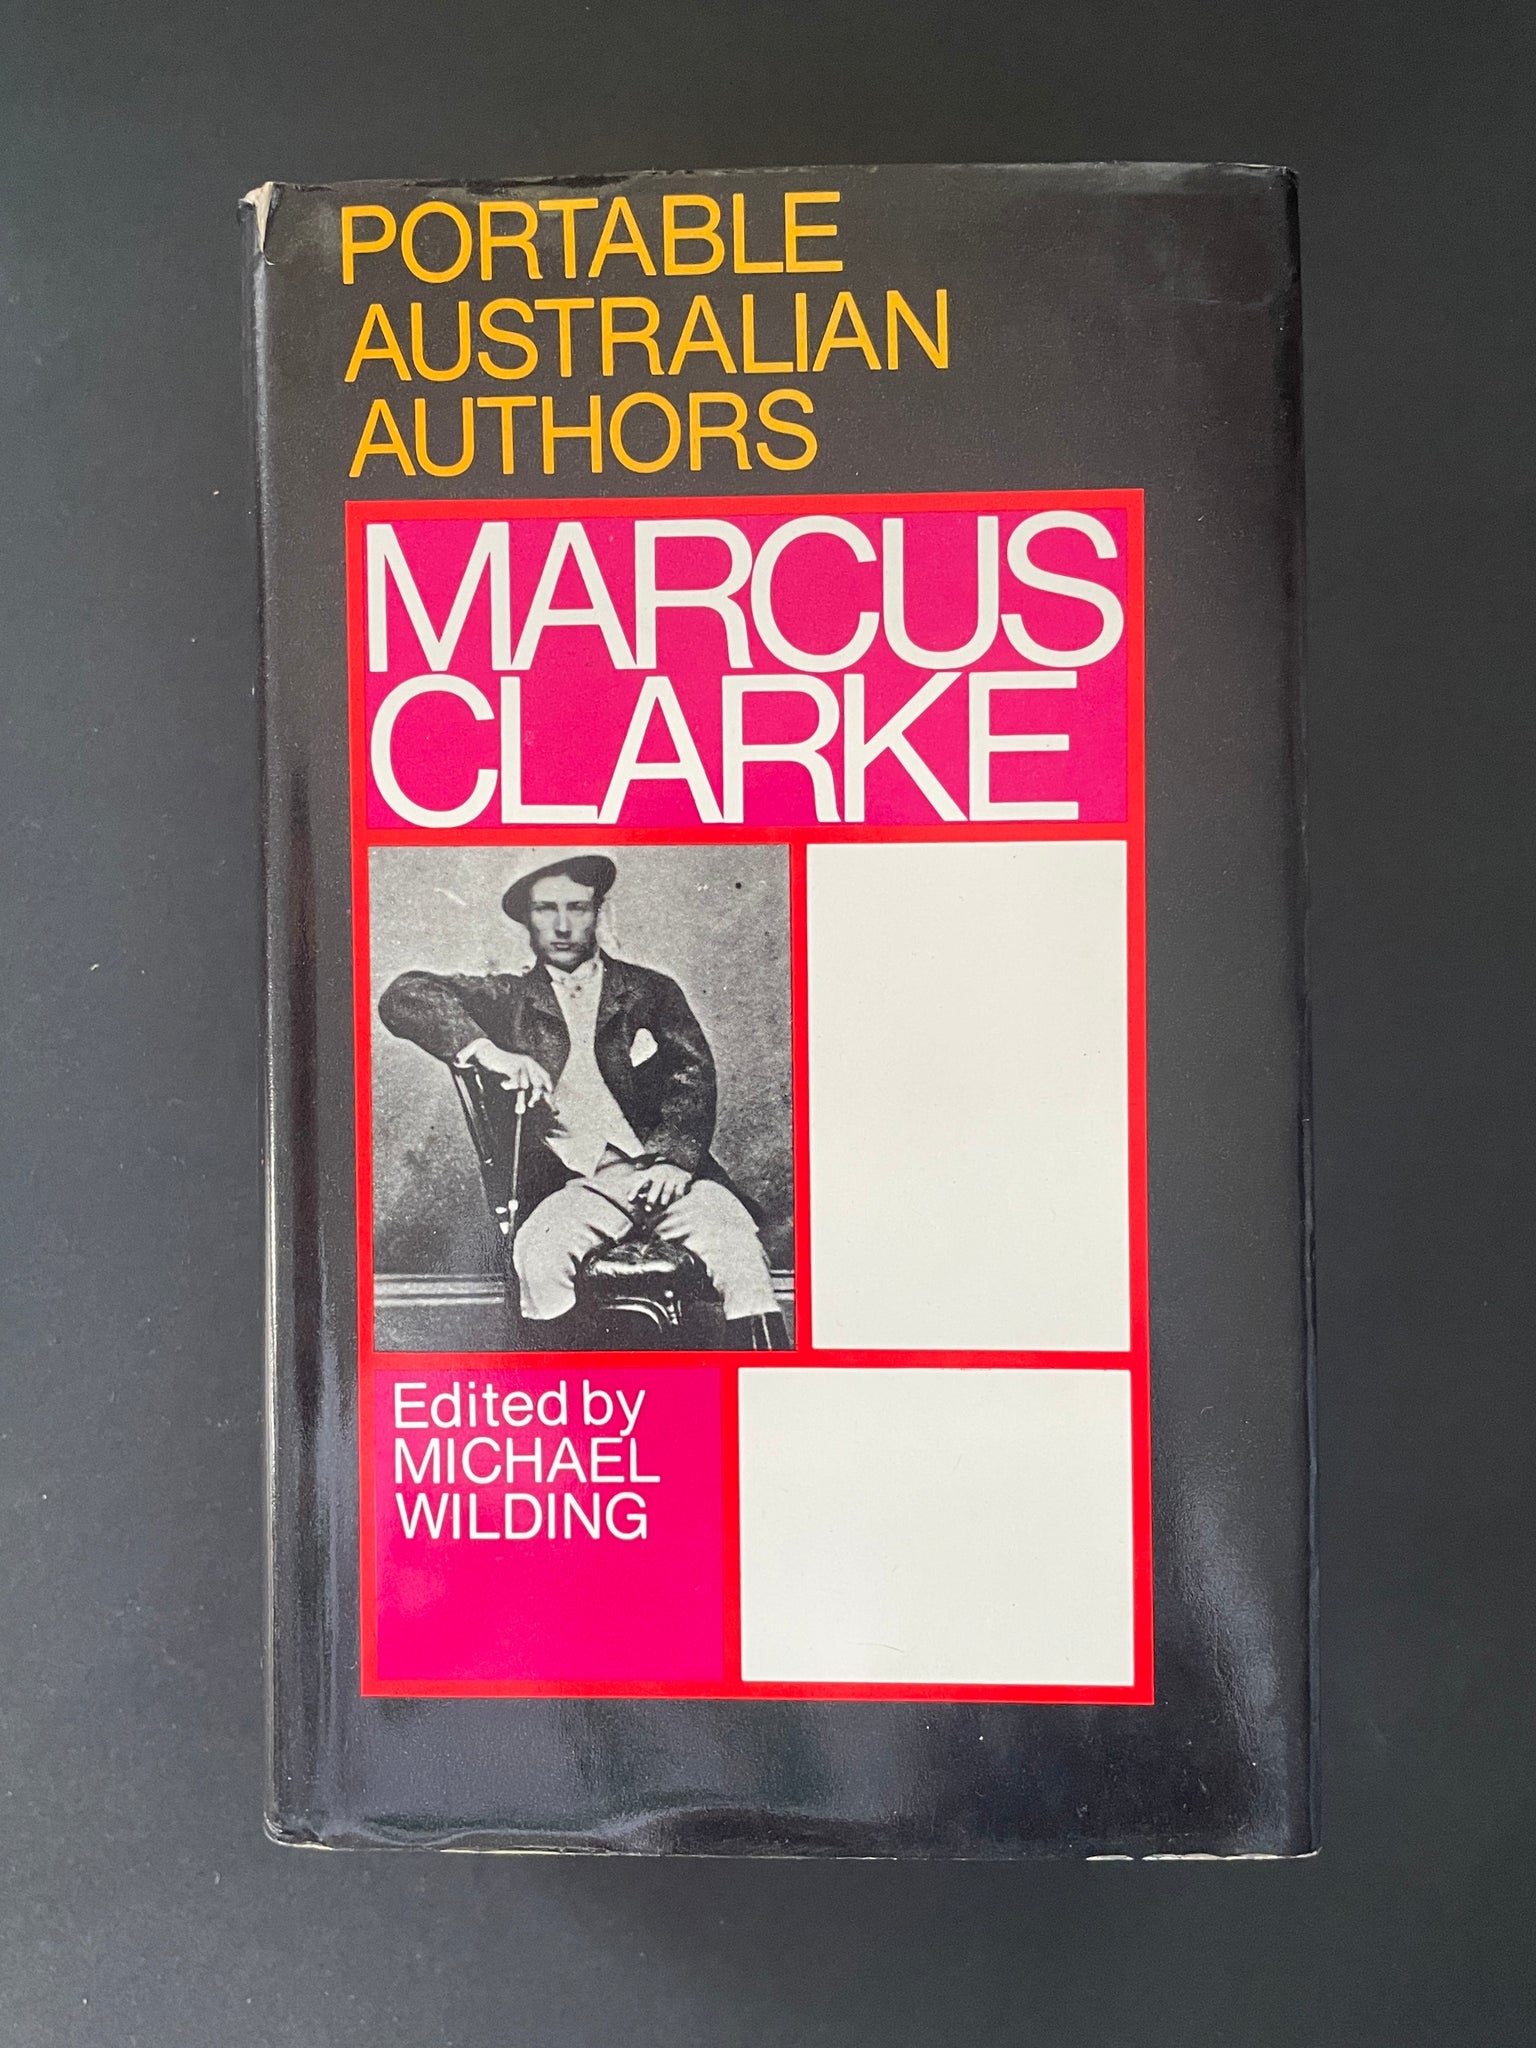 PORTABLE
AUSTRALIAN
AUTHORS
MARCUS
CLARKE
Edited by
MICHAEL
WILDING